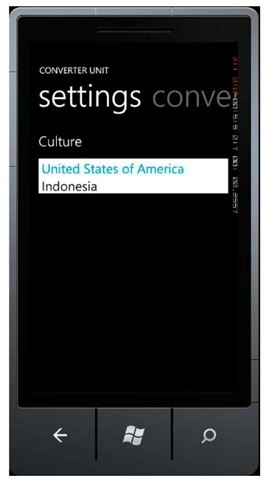 CONVERTER UNIT
settings conve
Culture
United States of America
Indonesia